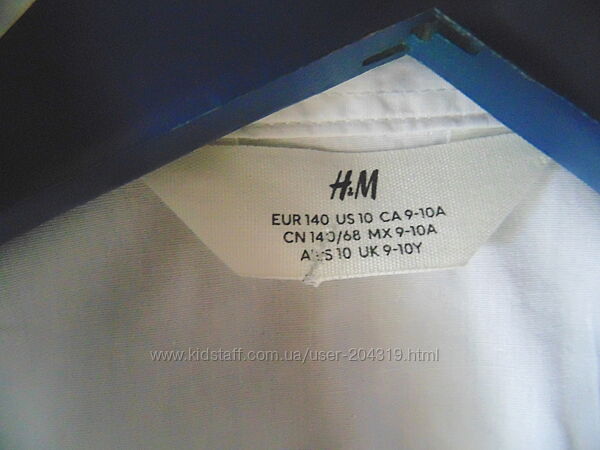 H&M
EUR 140 US 10 CA 9-10A
CN 140/68 MX 9-10A
AUS 10 UK 9-10Y
www.kidstaff.com.ua/user-204319.html